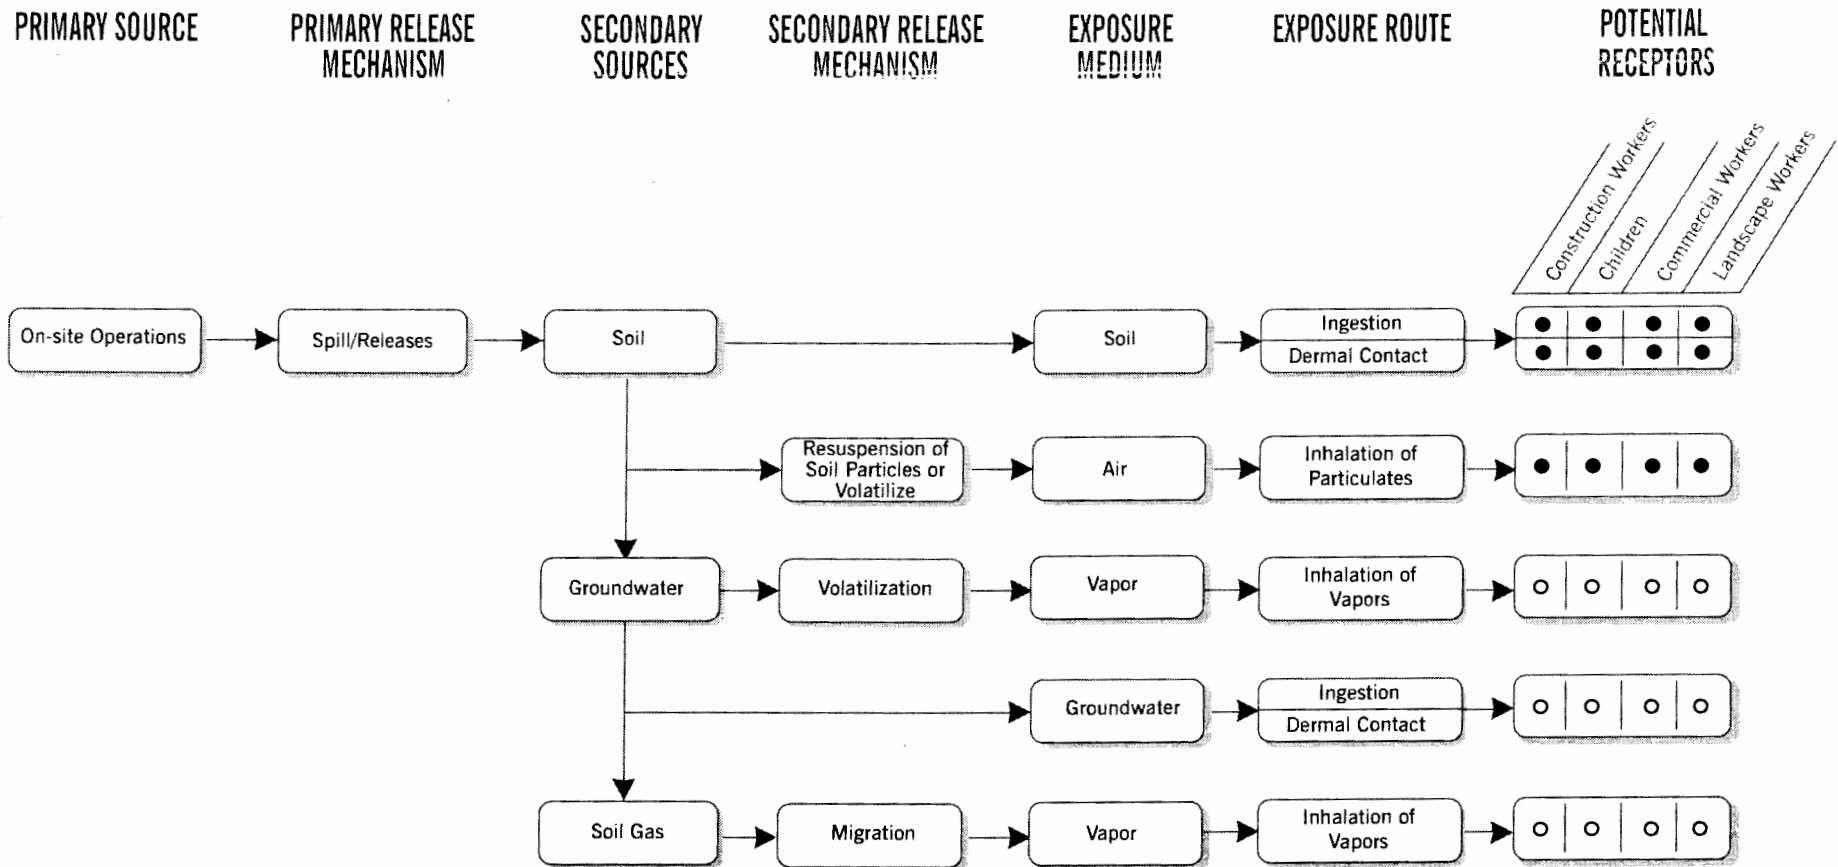 PRIMARY SOURCE
PRIMARY RELEASE
MECHANISM
SECONDARY
SOURCES
SECONDARY RELEASE
MECHANISM
EXPOSURE
MEDIUM
EXPOSURE ROUTE
POTENTIAL
RECEPTORS
Construction Workers
Children
Commercial Workers
Landscape Workers
On-site Operations
Spill/Releases
Soil
Soil
Ingestion
Dermal Contact
Resuspension of
Soil Particles or
Volatilize
Air
Inhalation of
Particulates
Groundwater
Volatilization
Vapor
Inhalation of
Vapors
Groundwater
Ingestion
Dermal Contact
Soil Gas
Migration
Vapor
Inhalation of
Vapors